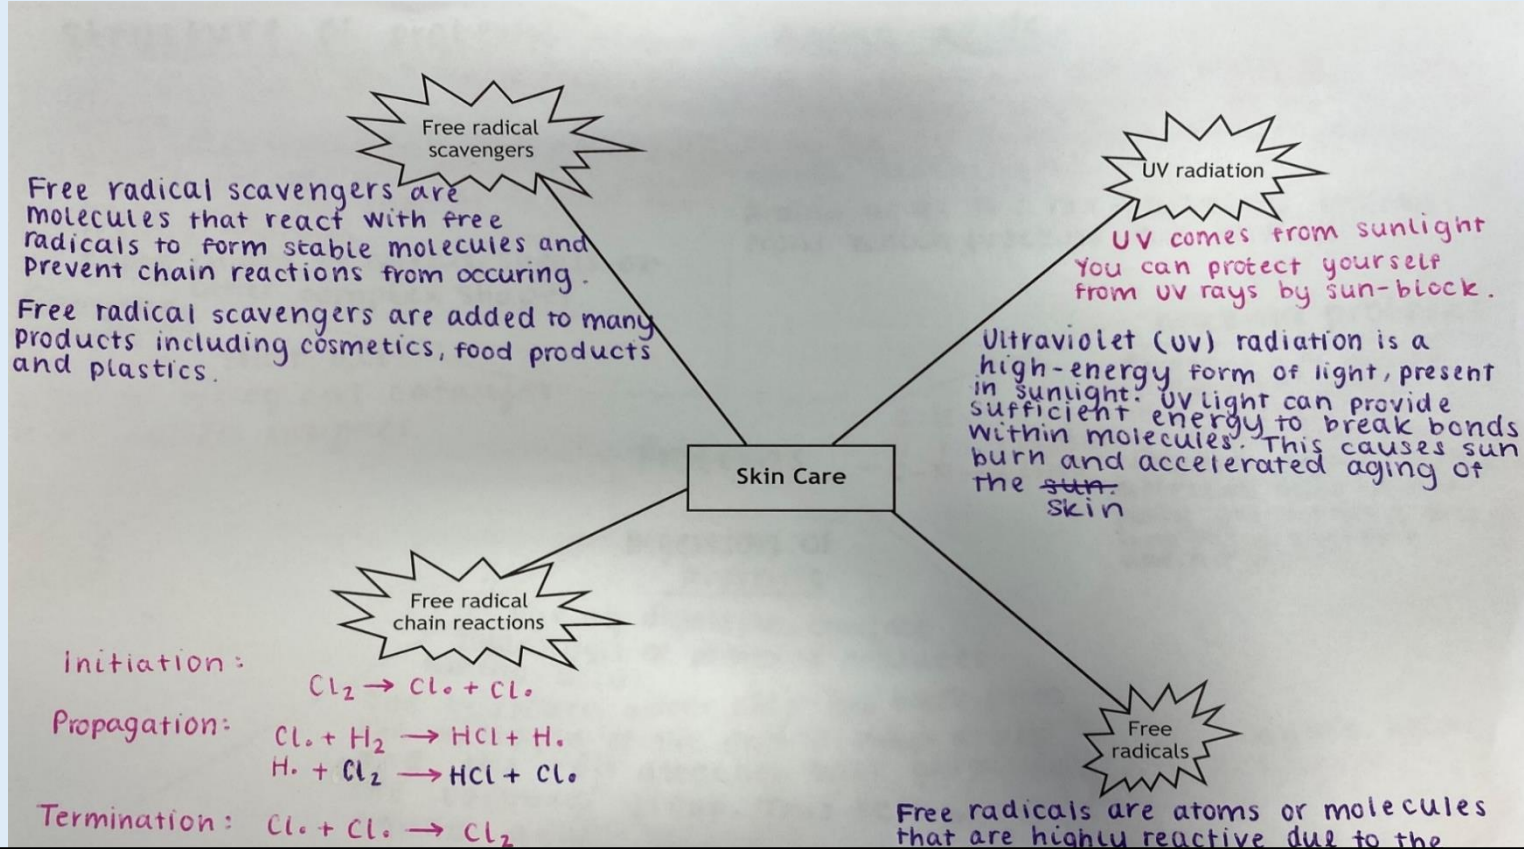 Free radical
scavengers
Free radical scavengers are
molecules that react with free
radicals to form stable molecules and
prevent chain reactions from occuring.
Free radical scavengers are added to many
products including cosmetics, food products
and plastics.
UV radiation
UV comes from sunlight
You can protect yourself
from UV rays by sun-block.
Ultraviolet (UV) radiation is a
high-energy form of light, present
in sunlight. UV light can provide
sufficient energy to break bonds
within molecules. This causes sun
burn and accelerated aging of
the sun.
skin
Skin Care
Free radical
chain reactions
Initiation:
Cl₂ → Cl• + Cl•
Propagation:
Cl• + H₂ → HCl + H•
H• + Cl₂ → HCl + Cl•
Termination: Cl• + Cl• → Cl₂
Free
radicals
Free radicals are atoms or molecules
that are highly reactive due to the